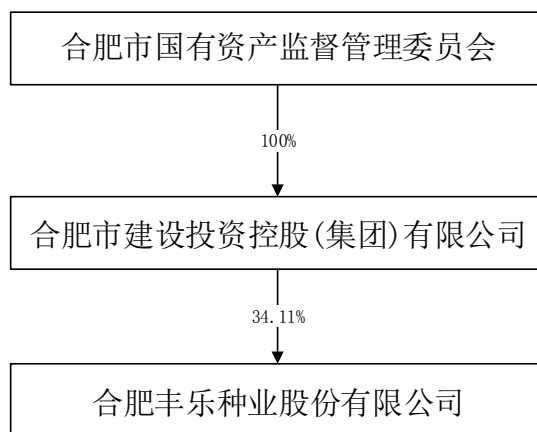 合肥市国有资产监督管理委员会
100%
合肥市建设投资控股(集团)有限公司
34.11%
合肥丰乐种业股份有限公司